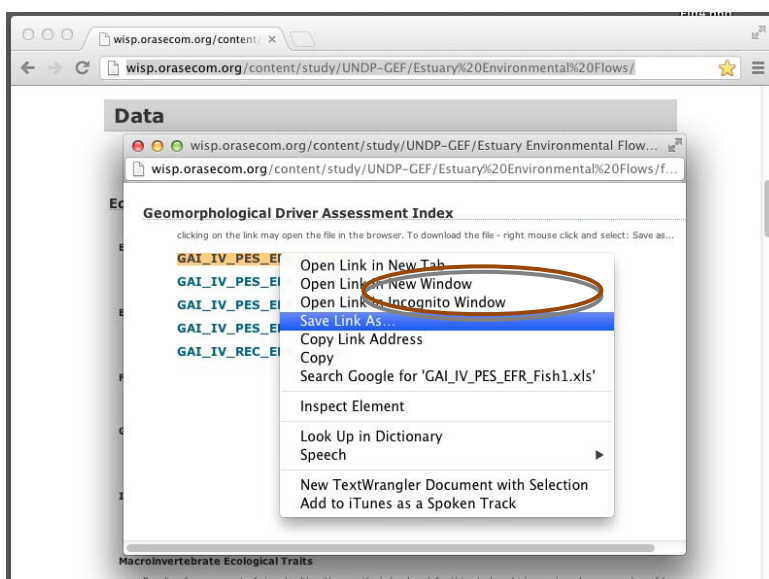 wisp.orasecom.org/content/
wisp.orasecom.org/content/study/UNDP-GEF/Estuary%20Environmental%20Flows/
Data
wisp.orasecom.org/content/study/UNDP-GEF/Estuary Environmental Flow...
wisp.orasecom.org/content/study/UNDP-GEF/Estuary%20Environmental%20Flows/f...
Geomorphological Driver Assessment Index
clicking on the link may open the file in the browser. To download the file - right mouse click and select: Save as...
GAI_IV_PES_E
GAI_IV_PES_E
GAI_IV_PES_E
GAI_IV_PES_E
GAI_IV_REC_E
Open Link in New Tab
Open Link in New Window
Open Link in Incognito Window
Save Link As...
Copy Link Address
Copy
Search Google for 'GAI_IV_PES_EFR_Fish1.xls'
Inspect Element
Look Up in Dictionary
Speech
New TextWrangler Document with Selection
Add to iTunes as a Spoken Track
Macroinvertebrate Ecological Traits